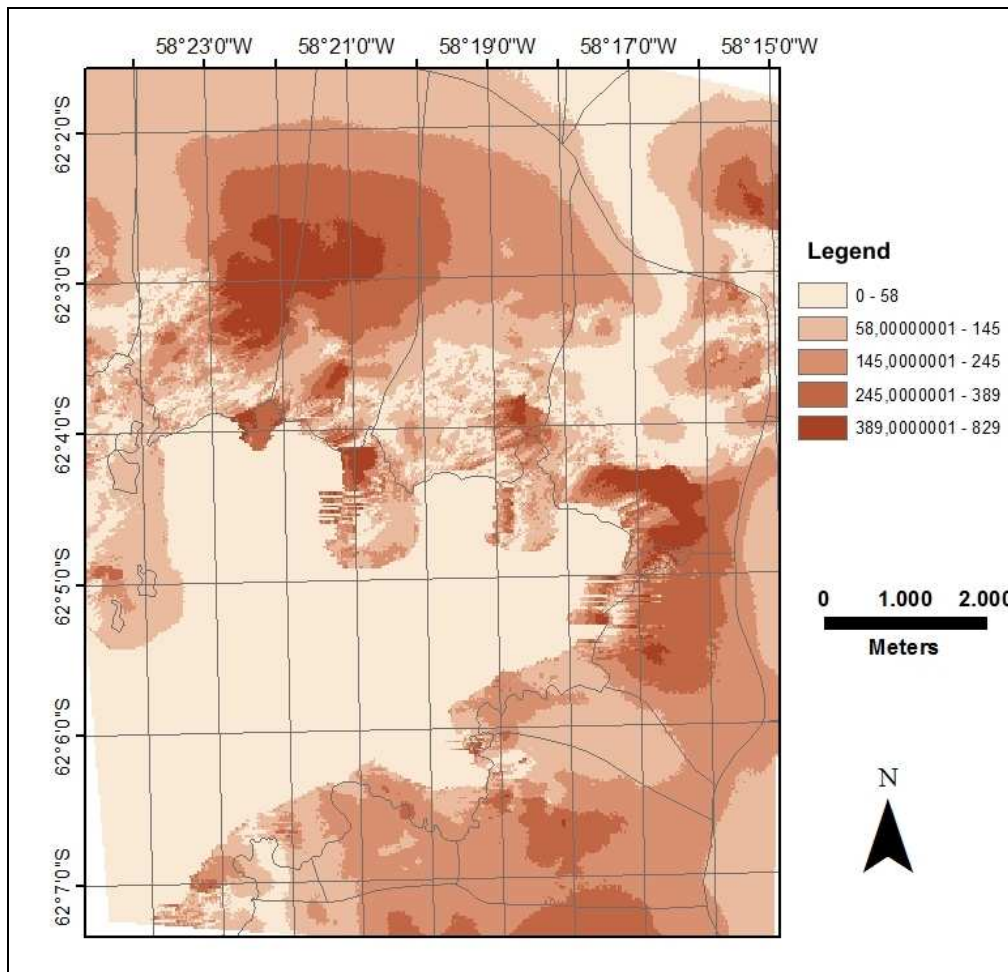 58°23'0"W 58°21'0"W 58°19'0"W 58°17'0"W 58°15'0"W
62°2'0"S
62°3'0"S
62°4'0"S
62°5'0"S
62°6'0"S
62°7'0"S
Legend
0 - 58
58,00000001 - 145
145,0000001 - 245
245,0000001 - 389
389,0000001 - 829
0 1.000 2.000
Meters
N